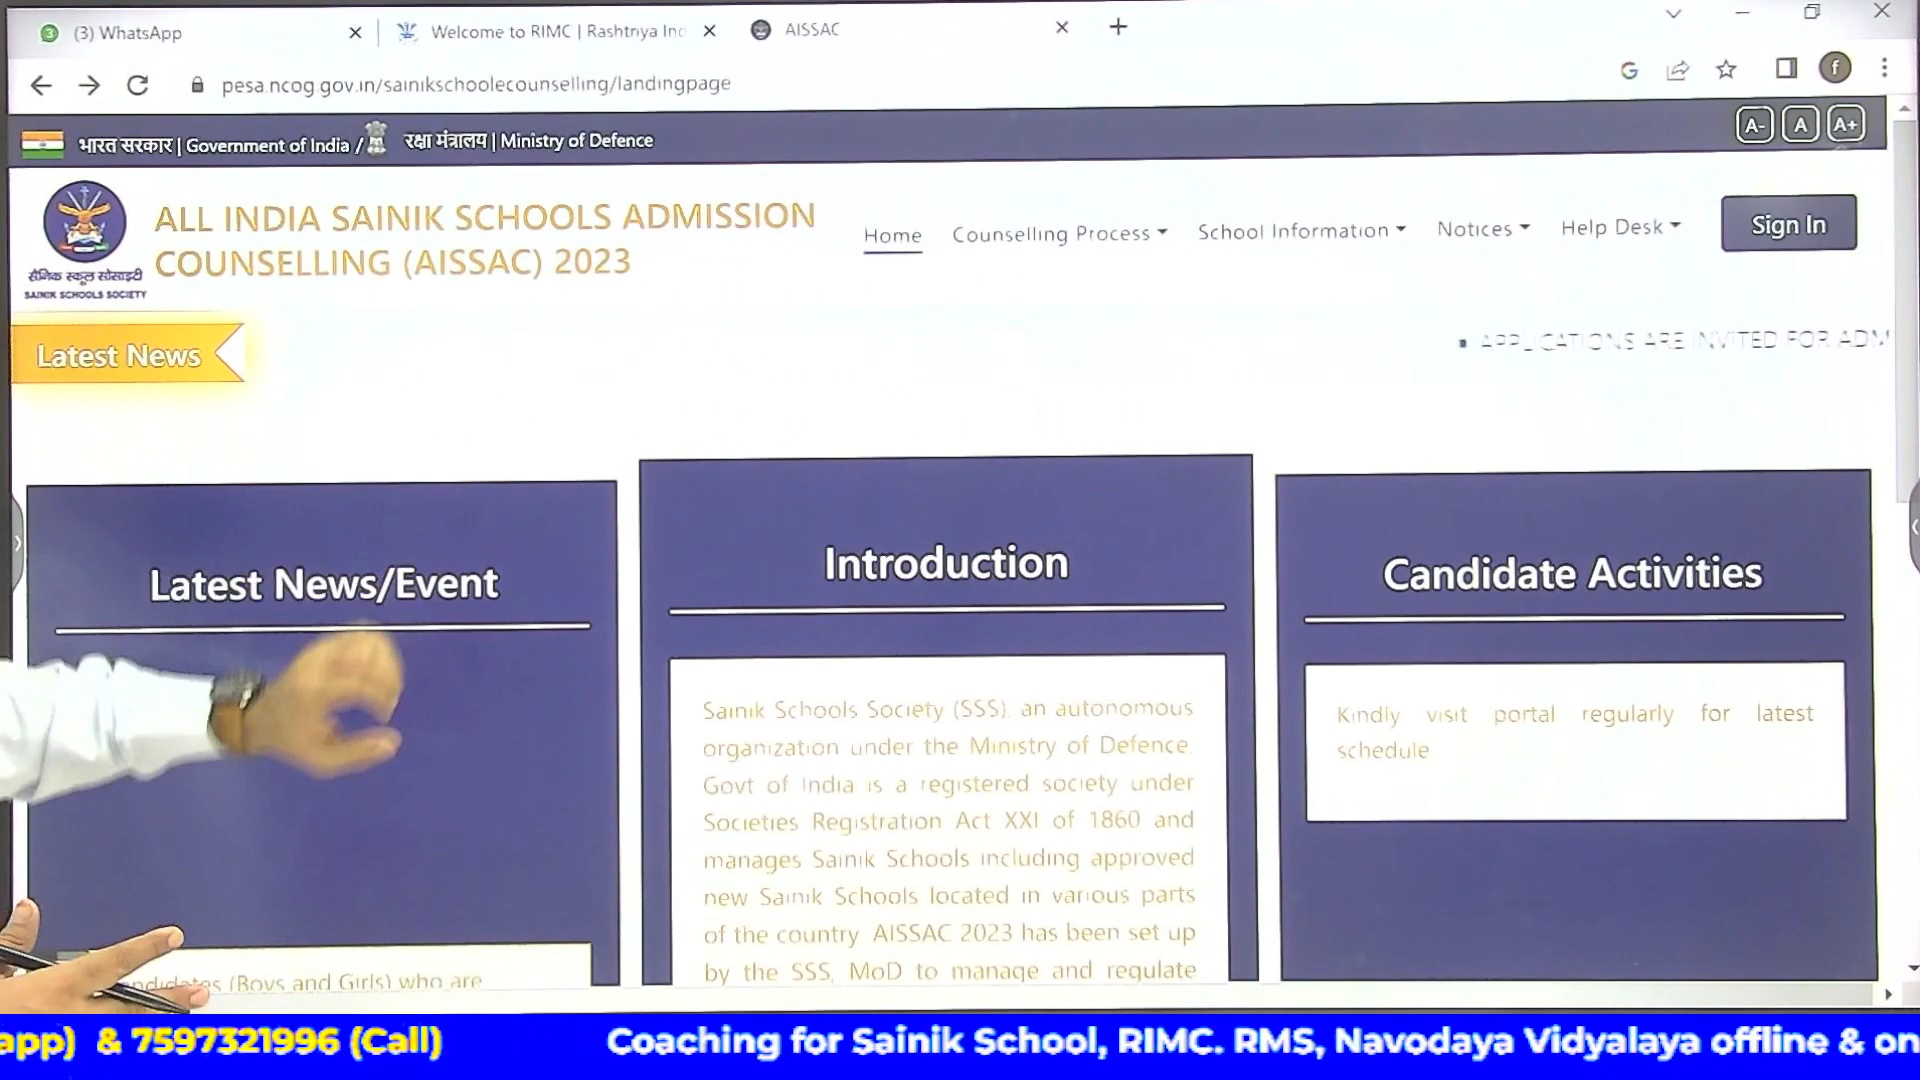 (3) WhatsApp
Welcome to RIMC | Rashtriya Ind
AISSAC
pesa.ncog.gov.in/sainikschoolecounselling/landingpage
भारत सरकार | Government of India / रक्षा मंत्रालय | Ministry of Defence
A- A A+
ALL INDIA SAINIK SCHOOLS ADMISSION
COUNSELLING (AISSAC) 2023
सैनिक स्कूल सोसाइटी
SAINIK SCHOOLS SOCIETY
Home Counselling Process School Information Notices Help Desk Sign In
Latest News
APPLICATIONS ARE INVITED FOR ADM
Latest News/Event
(Boys and Girls) who are
Introduction
Sainik Schools Society (SSS), an autonomous
organization under the Ministry of Defence,
Govt of India is a registered society under
Societies Registration Act XXI of 1860 and
manages Sainik Schools including approved
new Sainik Schools located in various parts
of the country. AISSAC 2023 has been set up
by the SSS, MoD to manage and regulate
Candidate Activities
Kindly visit portal regularly for latest
schedule
app) & 7597321996 (Call) Coaching for Sainik School, RIMC. RMS, Navodaya Vidyalaya offline & on